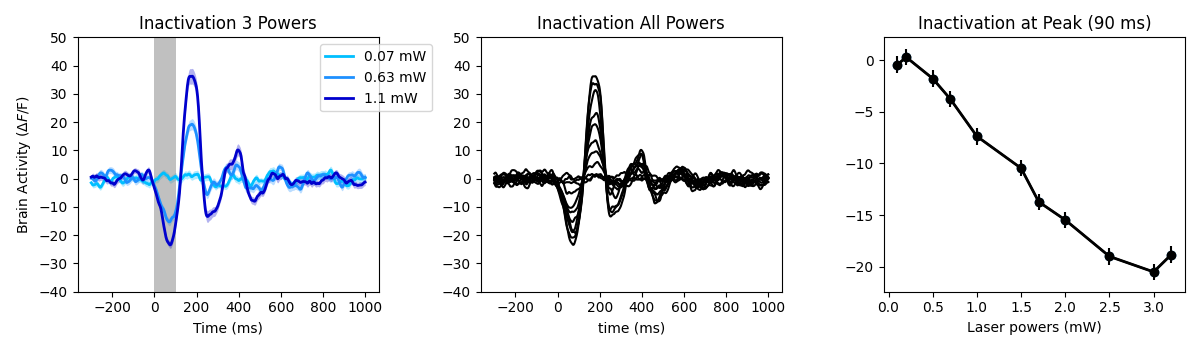 Inactivation 3 Powers
Brain Activity (ΔF/F)
50
40
30
20
10
0
−10
−20
−30
−40
0.07 mW
0.63 mW
1.1 mW
−200 0 200 400 600 800 1000
Time (ms)
Inactivation All Powers
50
40
30
20
10
0
−10
−20
−30
−40
−200 0 200 400 600 800 1000
time (ms)
Inactivation at Peak (90 ms)
0
−5
−10
−15
−20
0.0 0.5 1.0 1.5 2.0 2.5 3.0
Laser powers (mW)